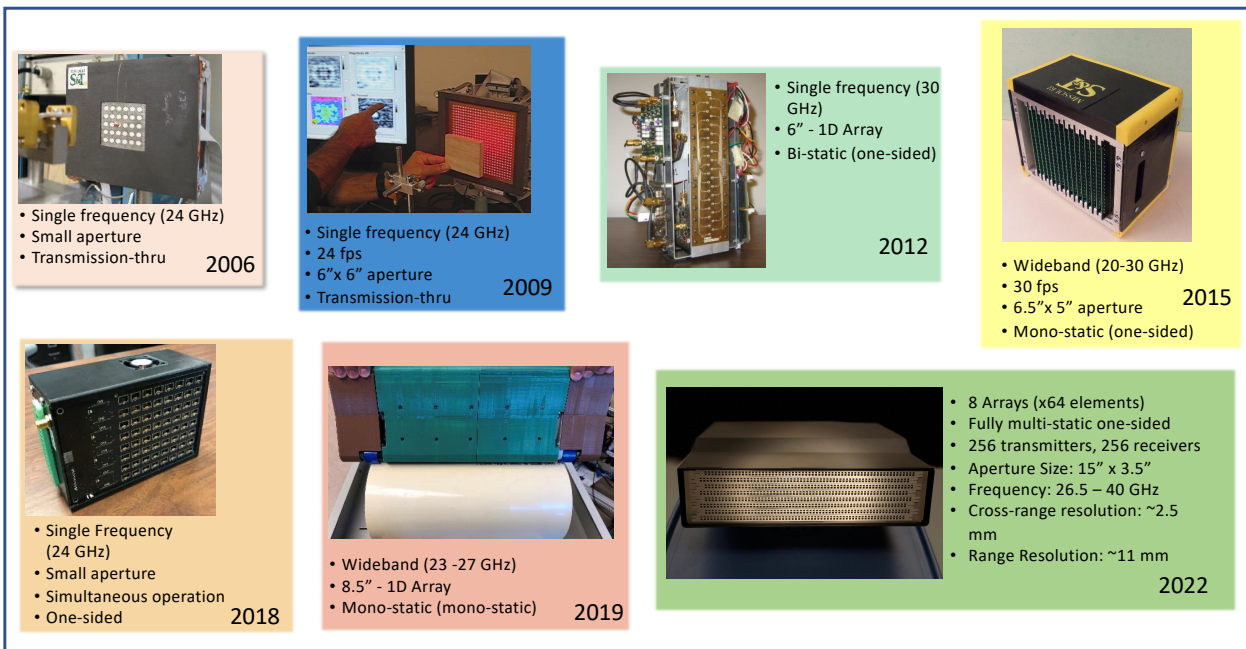 S&T
• Single frequency (24 GHz)
• Small aperture
• Transmission-thru
2006
• Single frequency (24 GHz)
• 24 fps
• 6”x 6” aperture
• Transmission-thru
2009
• Single frequency (30
GHz)
• 6” - 1D Array
• Bi-static (one-sided)
2012
S&T
• Wideband (20-30 GHz)
• 30 fps
• 6.5”x 5” aperture
• Mono-static (one-sided)
2015
• Single Frequency
(24 GHz)
• Small aperture
• Simultaneous operation
• One-sided
2018
• Wideband (23 -27 GHz)
• 8.5” - 1D Array
• Mono-static (mono-static)
2019
• 8 Arrays (x64 elements)
• Fully multi-static one-sided
• 256 transmitters, 256 receivers
• Aperture Size: 15” x 3.5”
• Frequency: 26.5 – 40 GHz
• Cross-range resolution: ~2.5
mm
• Range Resolution: ~11 mm
2022